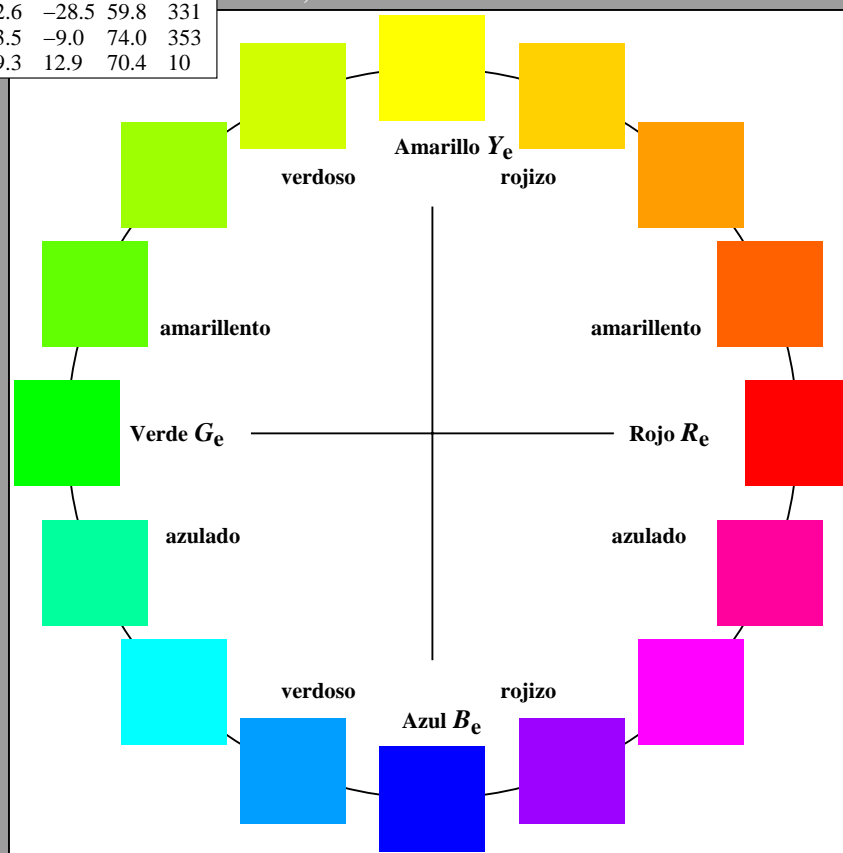 −28.5 59.8 331
−9.0 74.0 353
12.9 70.4 10
Amarillo Ye
verdoso rojizo
amarillento amarillento
Verde Ge Rojo Re
azulado azulado
verdoso rojizo
Azul Be